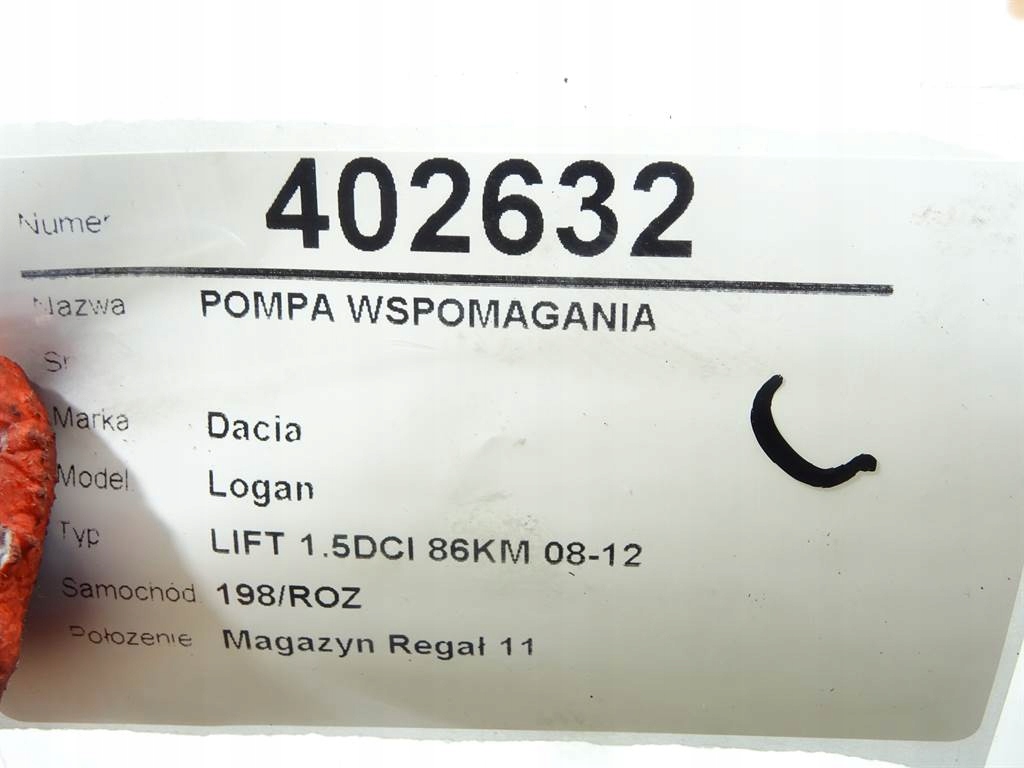 Numer 402632
Nazwa POMPA WSPOMAGANIA
Marka Dacia
Model Logan
Typ LIFT 1.5DCI 86KM 08-12
Samochód 198/ROZ
Położenie Magazyn Regał 11